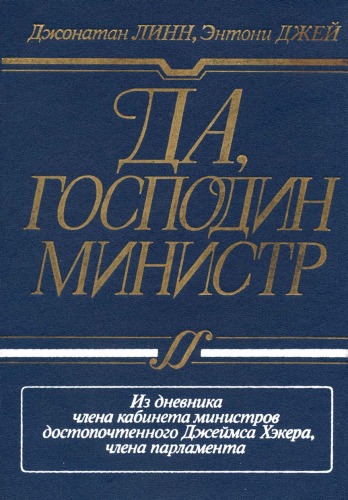 Джонатан ЛИНН, Энтони ДЖЕЙ
ДА,
ГОСПОДИН
МИНИСТР
Из дневника
члена кабинета министров
достопочтенного Джеймса Хэкера,
члена парламента